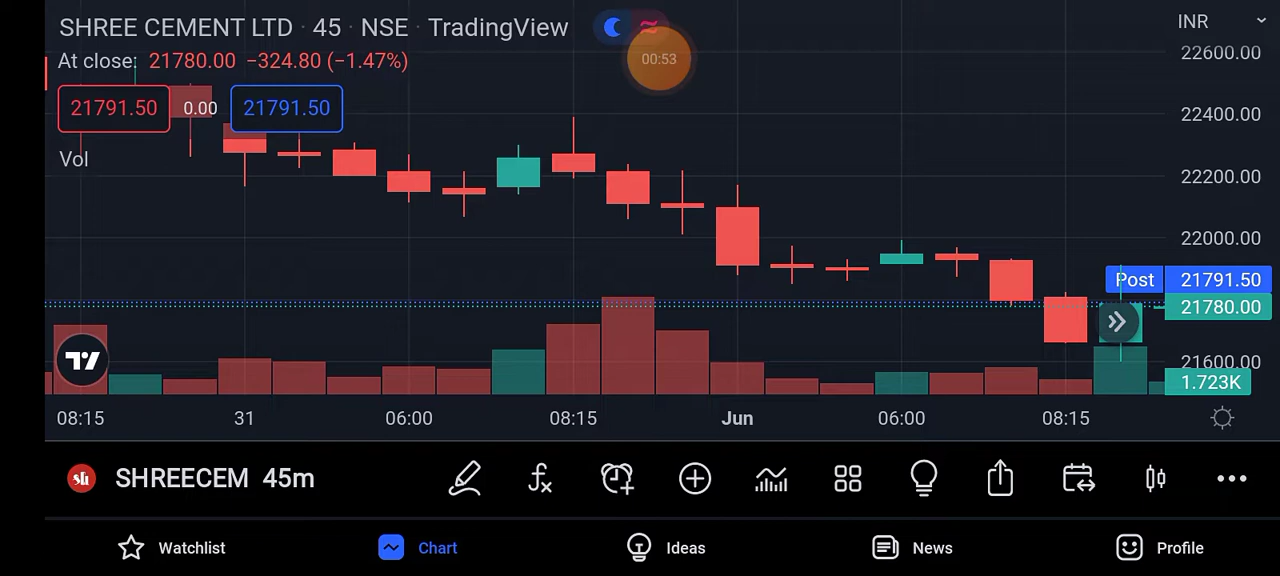 SHREE CEMENT LTD · 45 · NSE · TradingView
INR
00:53
At close: 21780.00 −324.80 (−1.47%)
21791.50 0.00 21791.50
Vol
22600.00
22400.00
22200.00
22000.00
Post 21791.50
21780.00
21600.00
1.723K
08:15 31 06:00 08:15 Jun 06:00 08:15
SHREECEM 45m
Watchlist Chart Ideas News Profile